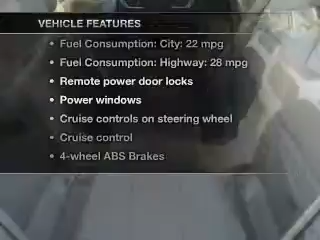 VEHICLE FEATURES
• Fuel Consumption: City: 22 mpg
• Fuel Consumption: Highway: 28 mpg
• Remote power door locks
• Power windows
• Cruise controls on steering wheel
• Cruise control
• 4-wheel ABS Brakes